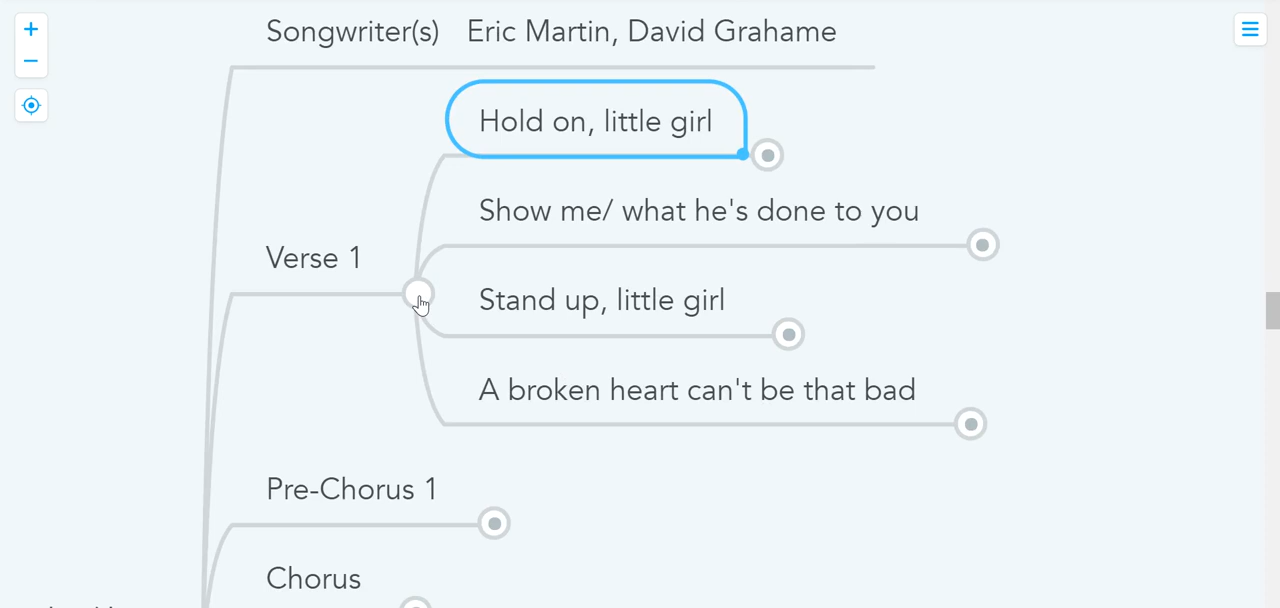 Songwriter(s) Eric Martin, David Grahame
Hold on, little girl
Show me/ what he's done to you
Verse 1
Stand up, little girl
A broken heart can't be that bad
Pre-Chorus 1
Chorus